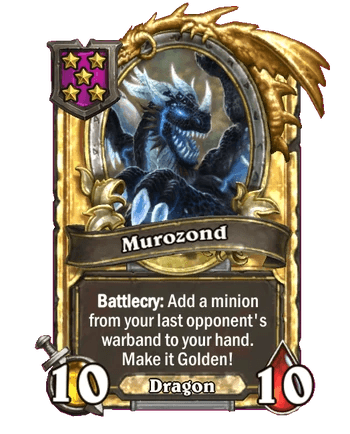 Murozond
Battlecry: Add a minion
from your last opponent's
warband to your hand.
Make it Golden!
10
Dragon
10